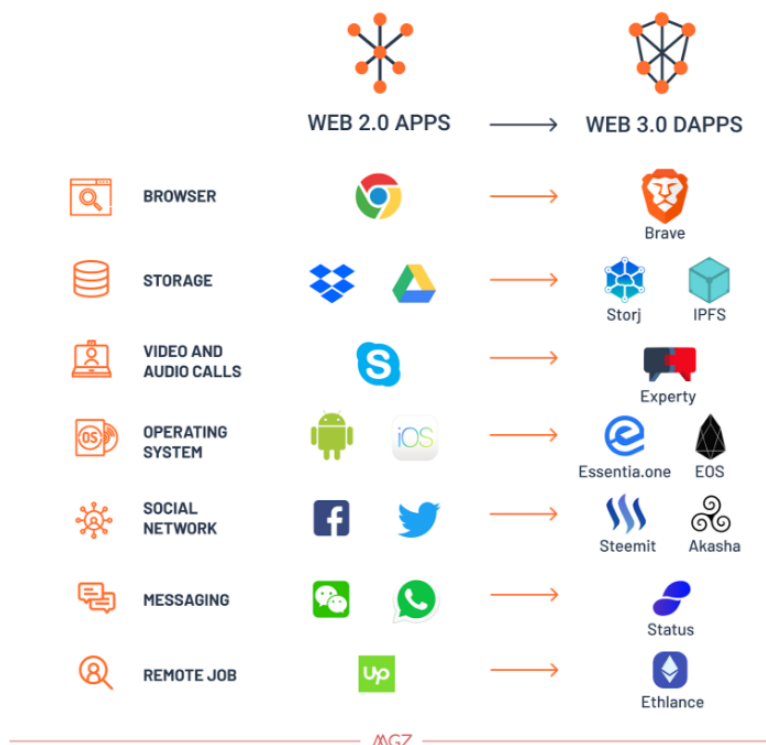 WEB 2.0 APPS
WEB 3.0 DAPPS
BROWSER
Brave
STORAGE
Storj
IPFS
VIDEO AND
AUDIO CALLS
S
Experty
OS
OPERATING
SYSTEM
iOS
Essentia.one
EOS
SOCIAL
NETWORK
f
Steemit
Akasha
MESSAGING
Status
REMOTE JOB
Up
Ethlance
MGZ